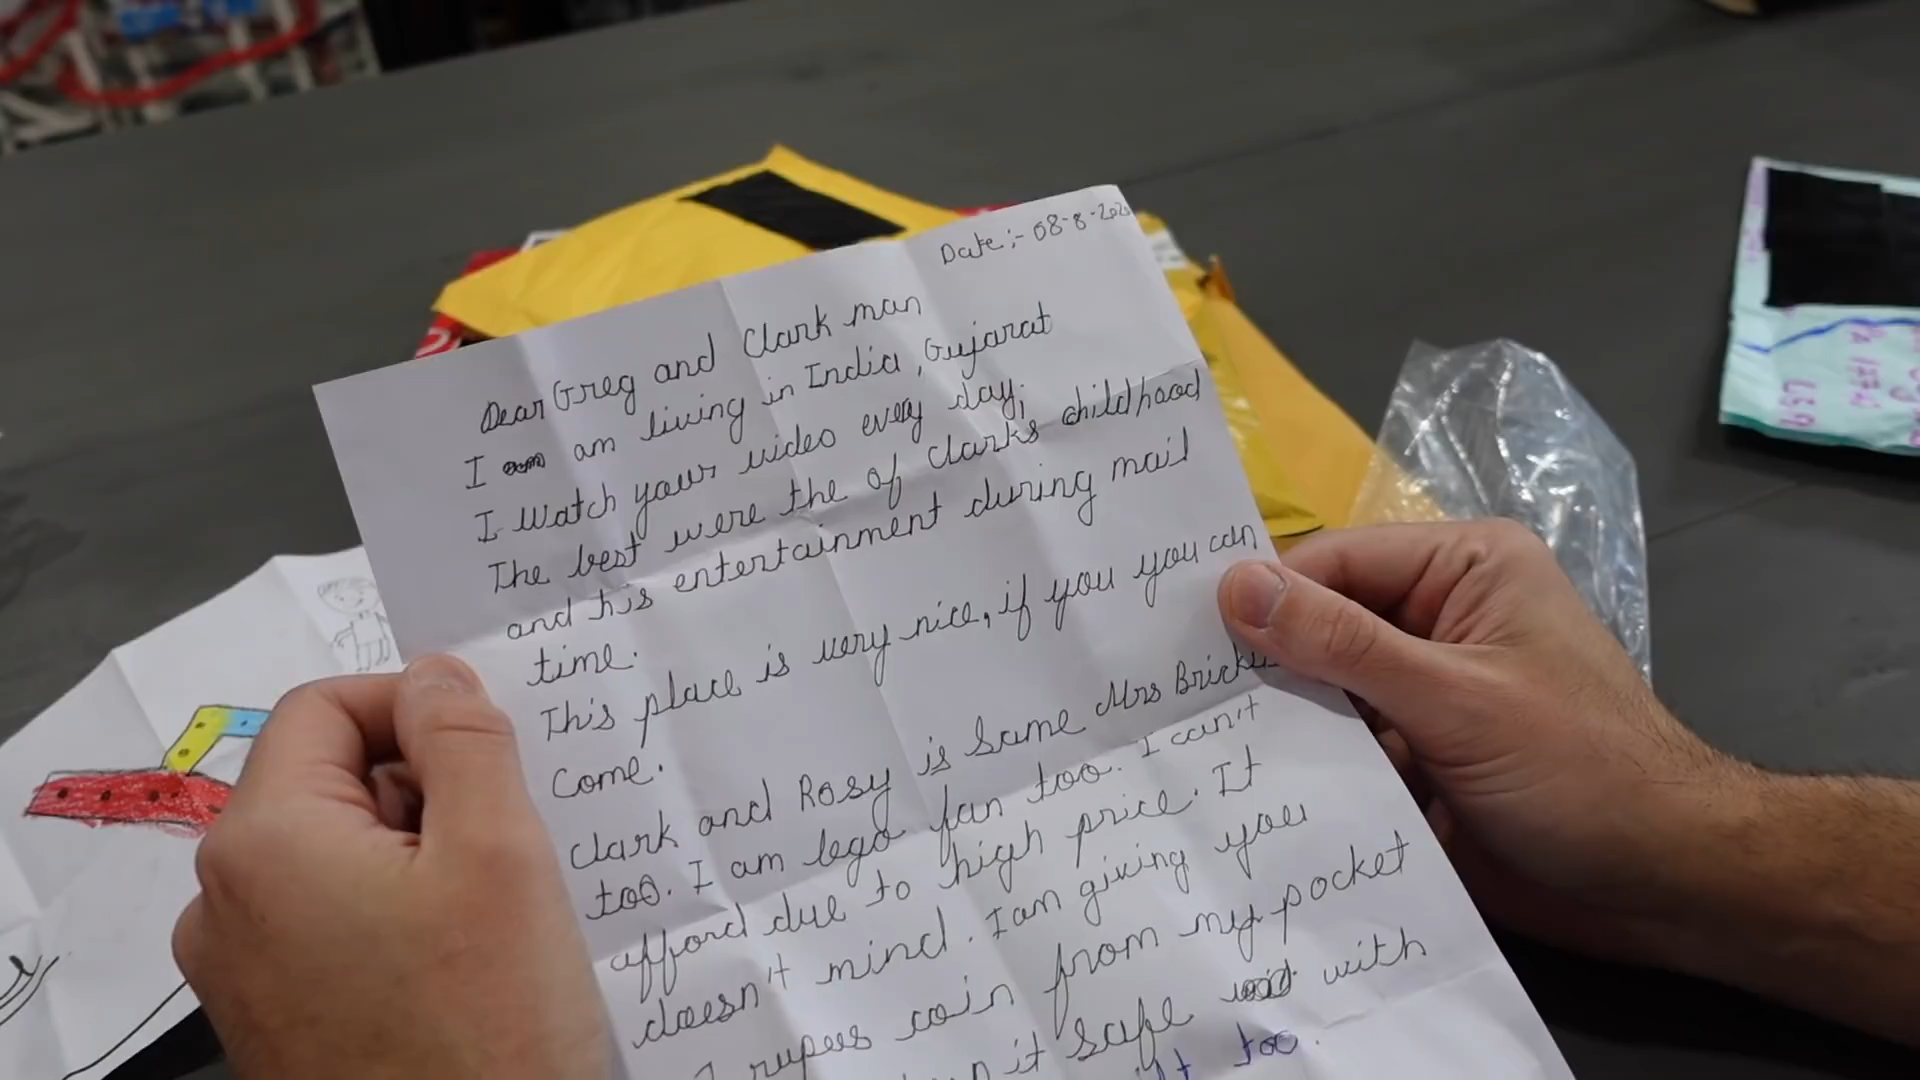 Date:- 08-8-202
Dear Greg and Clark man
I am living in India, Gujarat
I Watch your video every day.
The best were the of Clarks childhood
and his entertainment during mail
time.
This place is very nice, if you you can
Come.
Clark and Rosy is Same Mrs
too. I am lego fan too. I can't
afford due to high price. It
doesn't mind. I am giving you
rupees coin from my pocket
it Safe with
too.